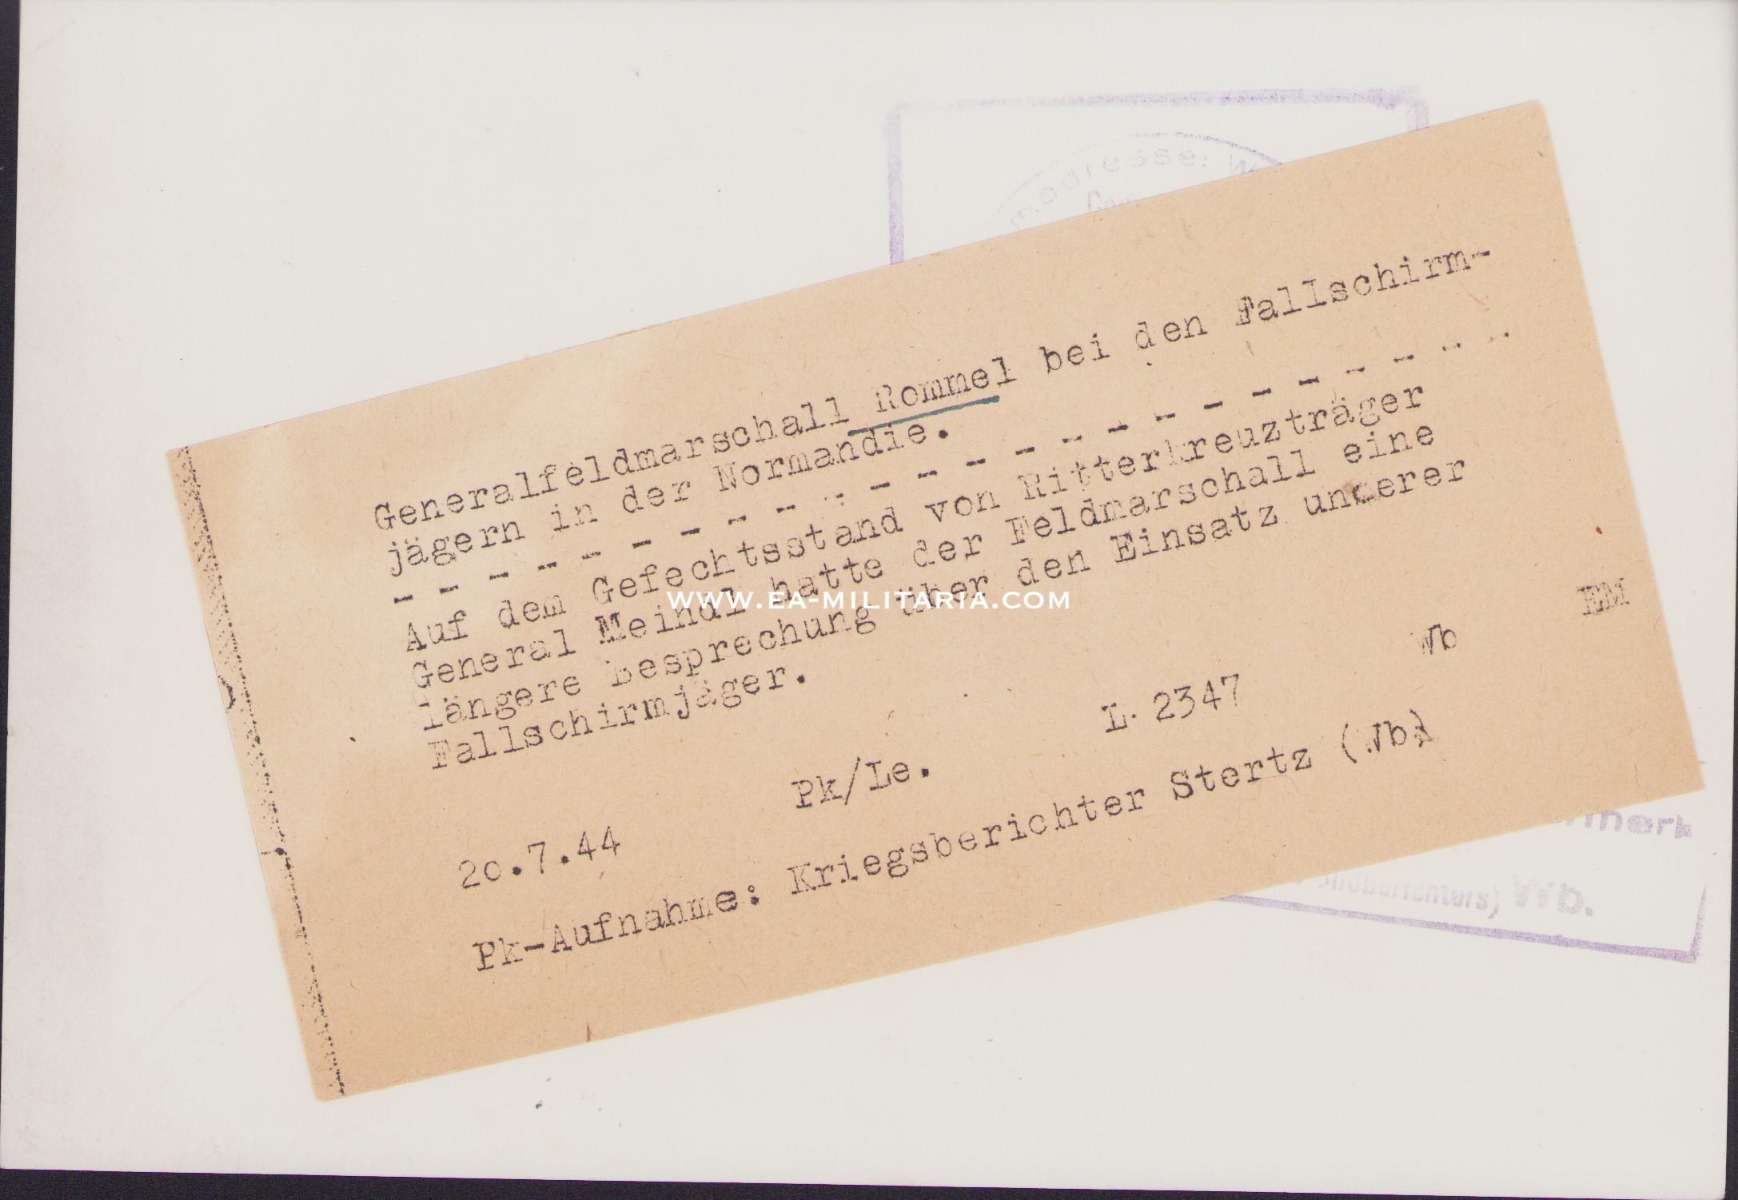 adresse:
Generalfeldmarschall Rommel bei den Fallschirm-
jägern in der Normandie.
- - - - - - - - - - - - - - - - - - - - - - - -
Auf dem Gefechtsstand von Ritterkreuzträger
General Meindl hatte der Feldmarschall eine
längere Besprechung über den Einsatz unserer
Fallschirmjäger.
WWW.EA-MILITARIA.COM
EM
20.7.44 Pk/Le. L. 2347 Wb
Pk-Aufnahme: Kriegsberichter Stertz (Wb)
Wb.